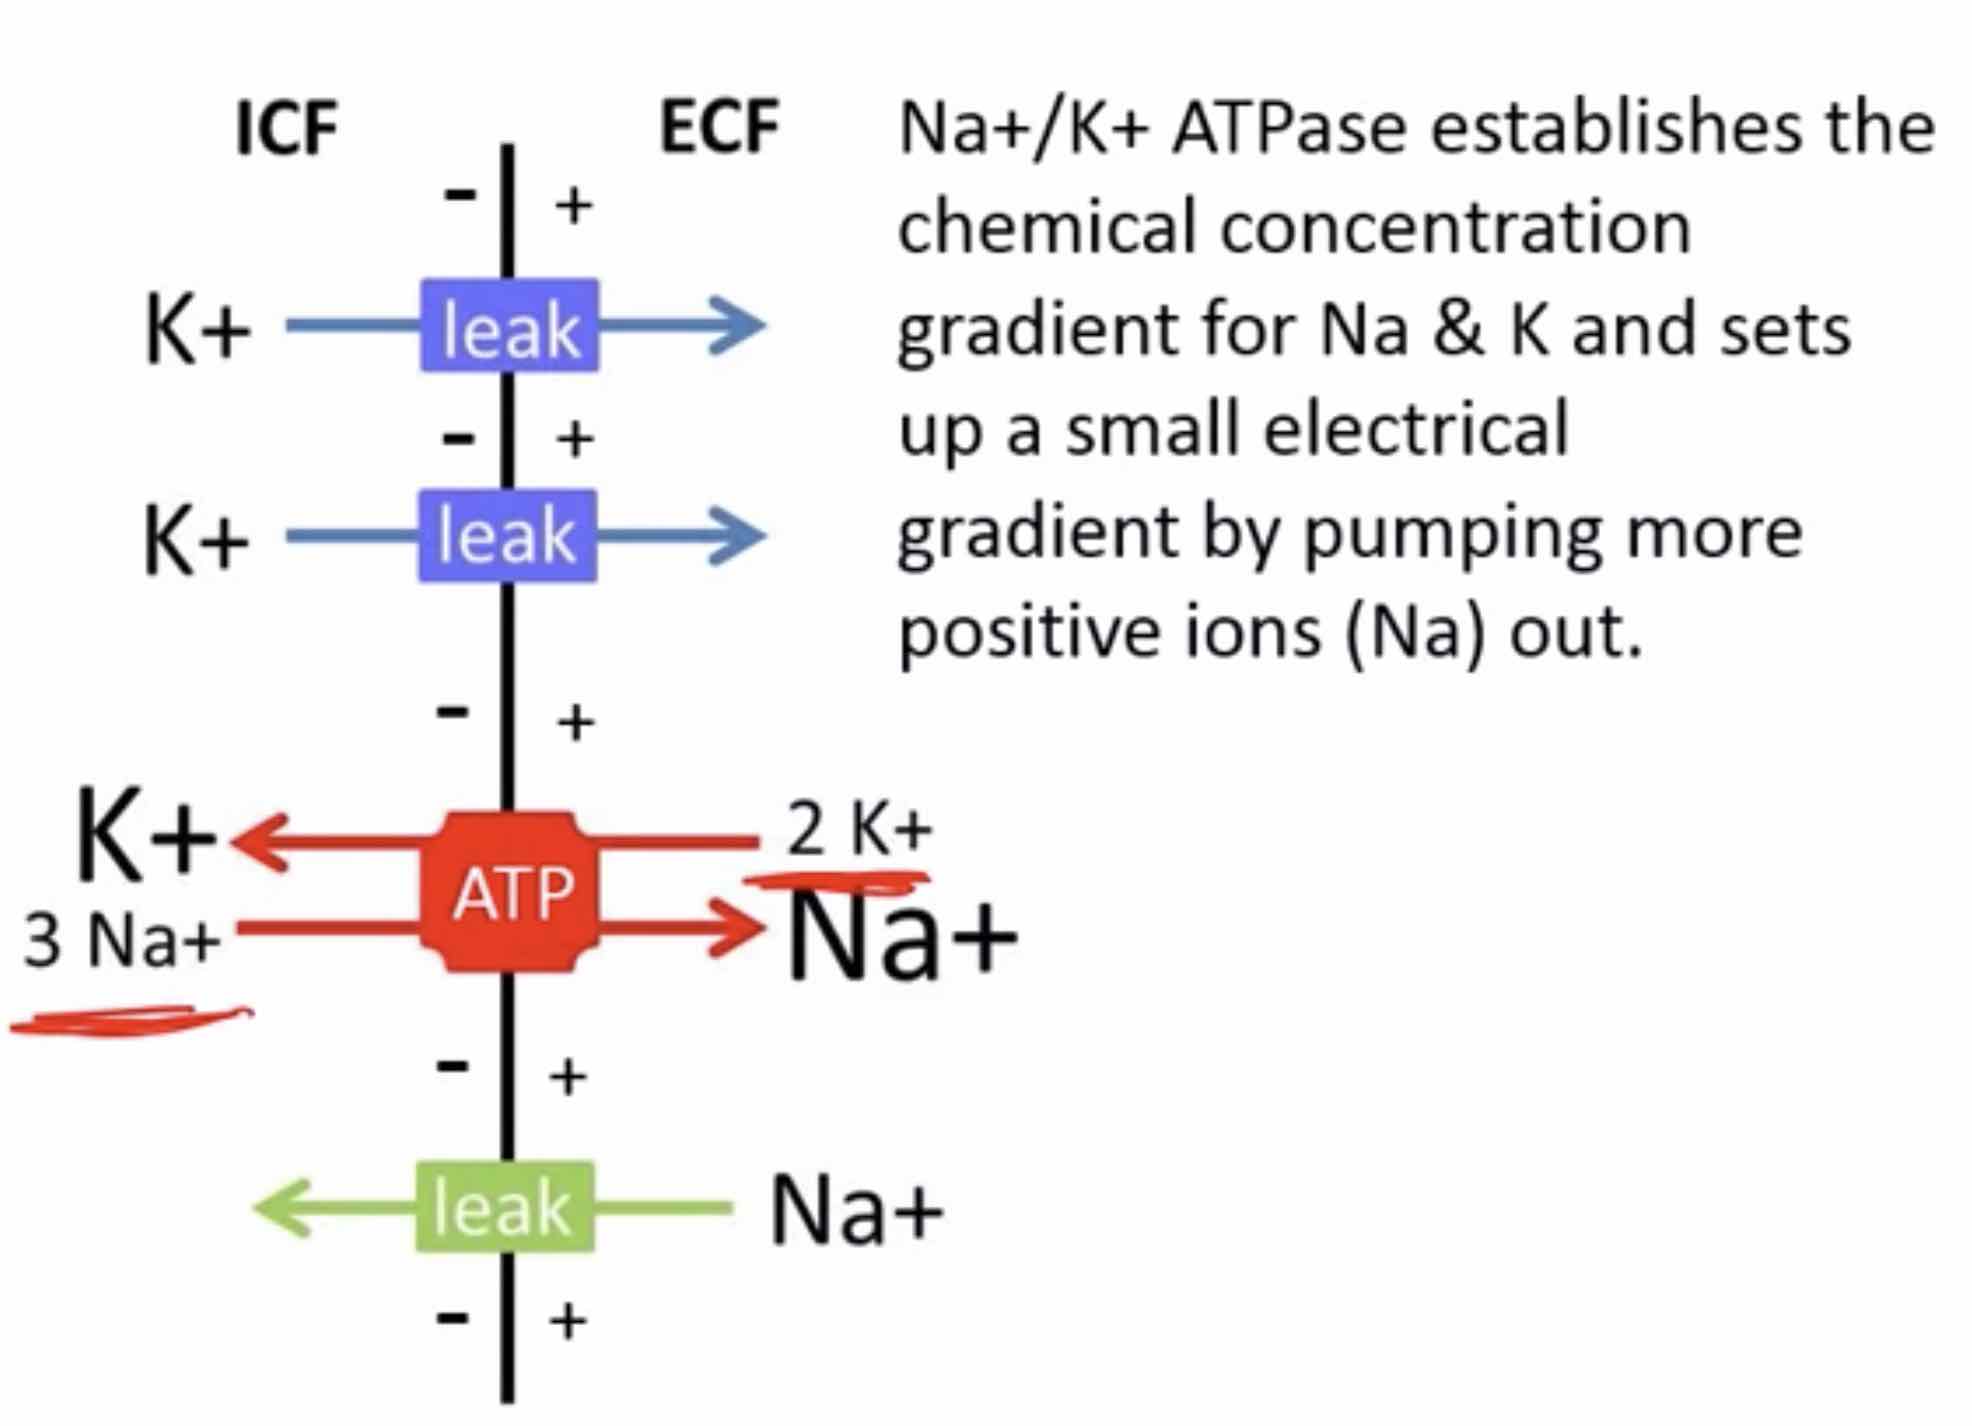 ICF
ECF
Na+/K+ ATPase establishes the
chemical concentration
gradient for Na & K and sets
up a small electrical
gradient by pumping more
positive ions (Na) out.
- +
K+ leak
- +
K+ leak
- +
K+ ATP 2 K+
3 Na+ Na+
- +
leak Na+
- +